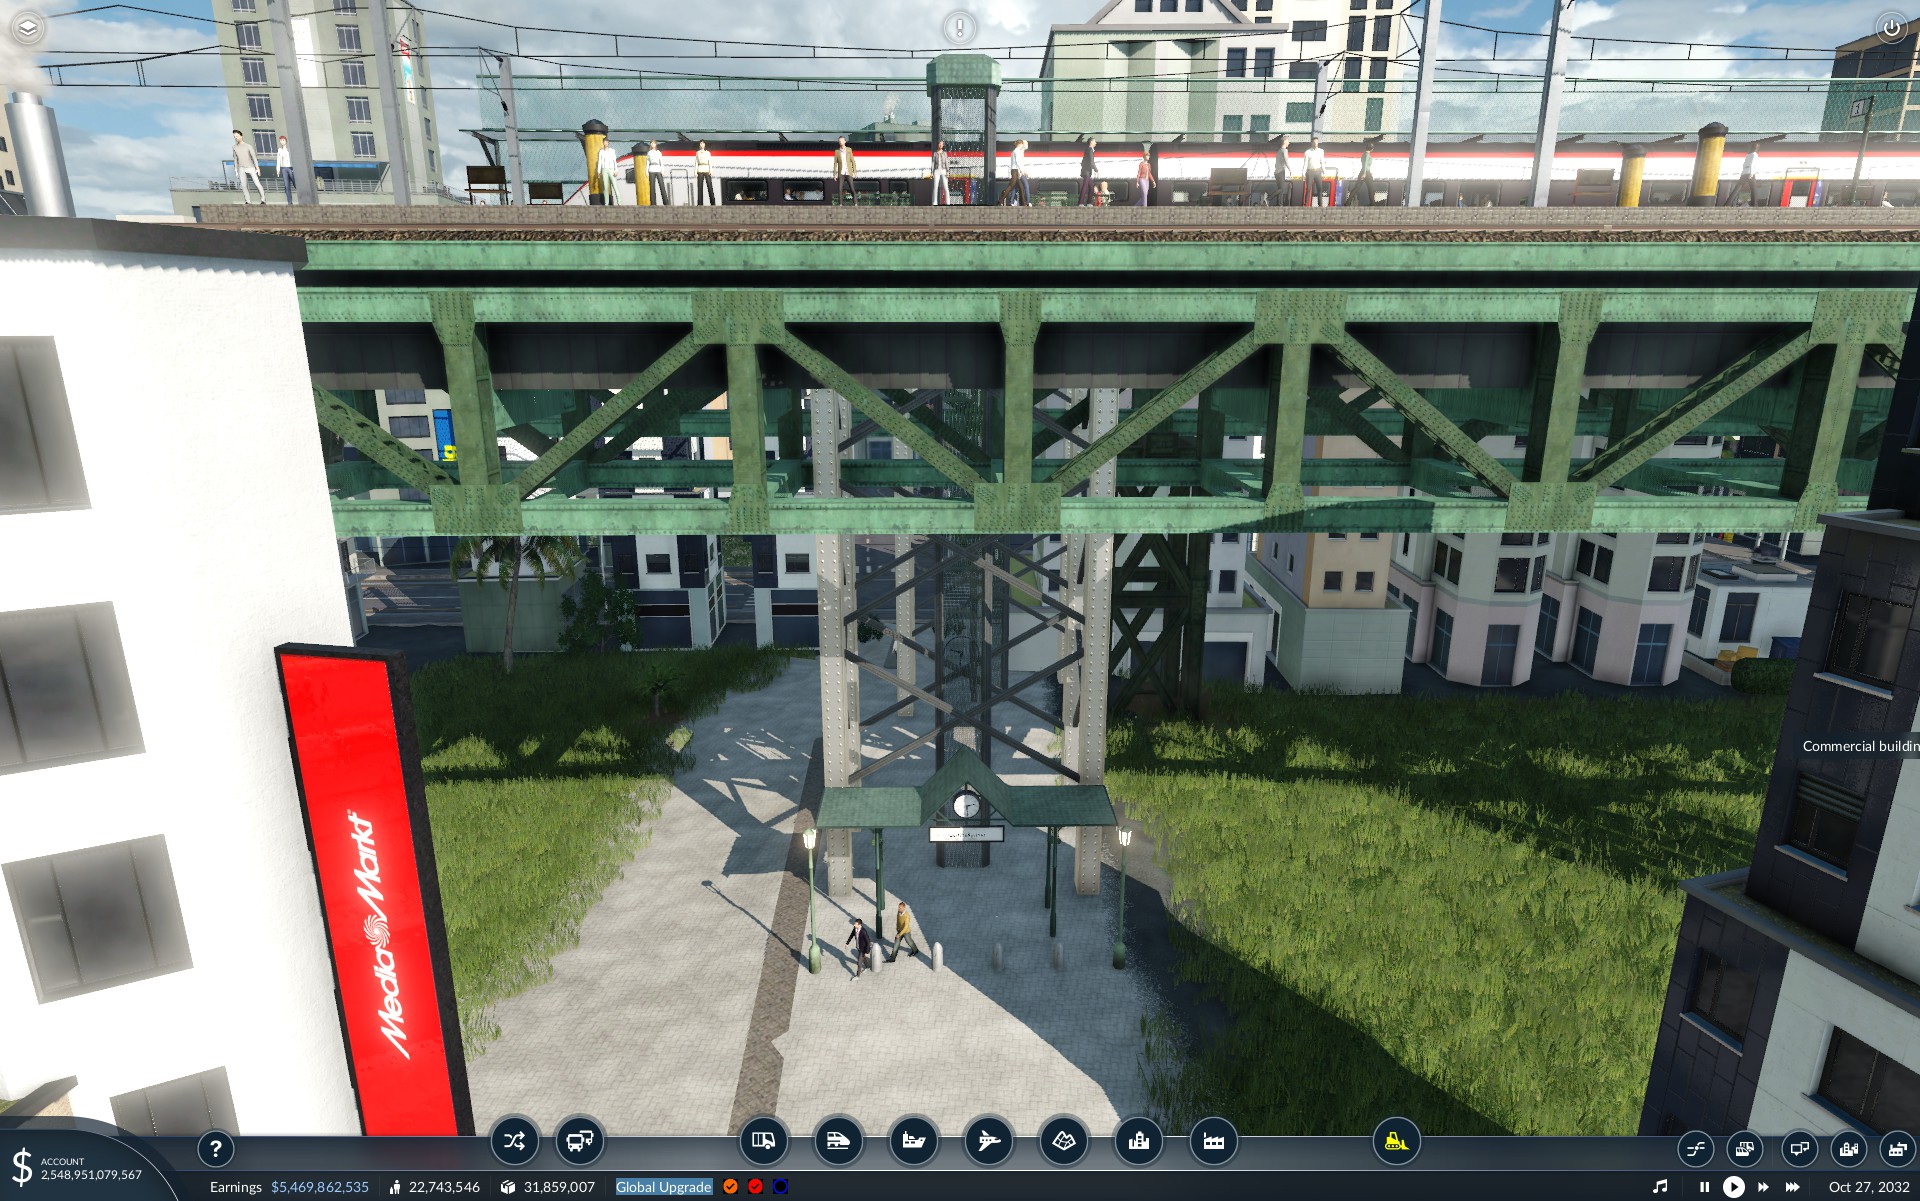 MediaMarkt
Commercial buildin
ACCOUNT
2,548,951,079,567
Earnings $5,469,862,535 22,743,546 31,859,007 Global Upgrade
Oct 27, 2032